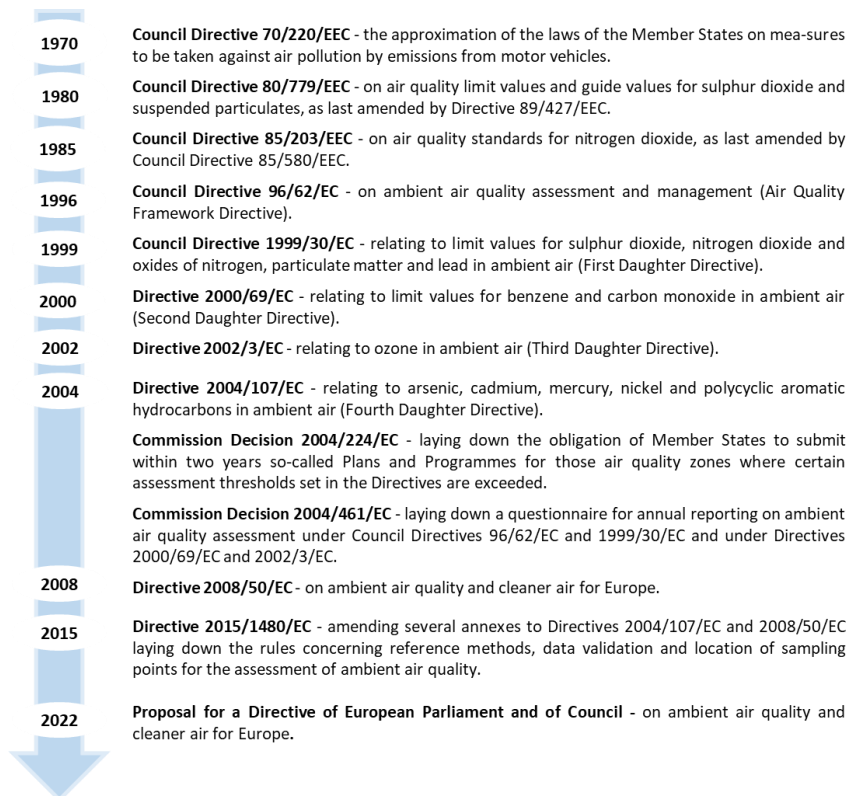 1970
Council Directive 70/220/EEC - the approximation of the laws of the Member States on mea-sures
to be taken against air pollution by emissions from motor vehicles.
1980
Council Directive 80/779/EEC - on air quality limit values and guide values for sulphur dioxide and
suspended particulates, as last amended by Directive 89/427/EEC.
1985
Council Directive 85/203/EEC - on air quality standards for nitrogen dioxide, as last amended by
Council Directive 85/580/EEC.
1996
Council Directive 96/62/EC - on ambient air quality assessment and management (Air Quality
Framework Directive).
1999
Council Directive 1999/30/EC - relating to limit values for sulphur dioxide, nitrogen dioxide and
oxides of nitrogen, particulate matter and lead in ambient air (First Daughter Directive).
2000
Directive 2000/69/EC - relating to limit values for benzene and carbon monoxide in ambient air
(Second Daughter Directive).
2002
Directive 2002/3/EC - relating to ozone in ambient air (Third Daughter Directive).
2004
Directive 2004/107/EC - relating to arsenic, cadmium, mercury, nickel and polycyclic aromatic
hydrocarbons in ambient air (Fourth Daughter Directive).
Commission Decision 2004/224/EC - laying down the obligation of Member States to submit
within two years so-called Plans and Programmes for those air quality zones where certain
assessment thresholds set in the Directives are exceeded.
Commission Decision 2004/461/EC - laying down a questionnaire for annual reporting on ambient
air quality assessment under Council Directives 96/62/EC and 1999/30/EC and under Directives
2000/69/EC and 2002/3/EC.
2008
Directive 2008/50/EC - on ambient air quality and cleaner air for Europe.
2015
Directive 2015/1480/EC - amending several annexes to Directives 2004/107/EC and 2008/50/EC
laying down the rules concerning reference methods, data validation and location of sampling
points for the assessment of ambient air quality.
2022
Proposal for a Directive of European Parliament and of Council - on ambient air quality and
cleaner air for Europe.